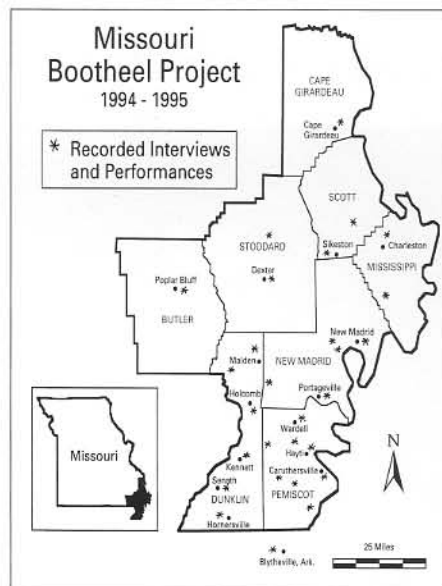 Missouri
Bootheel Project
1994 - 1995
* Recorded Interviews
and Performances
CAPE
GIRARDEAU
Cape
Girardeau
SCOTT
STODDARD
Sikeston
Charleston
MISSISSIPPI
Dexter
Poplar Bluff
BUTLER
New Madrid
Malden
NEW MADRID
Holcomb
Portageville
Wardell
Hayti
Missouri
N
Kennett
Caruthersville
Senath
DUNKLIN
PEMISCOT
Hornersville
25 Miles
Blytheville, Ark.